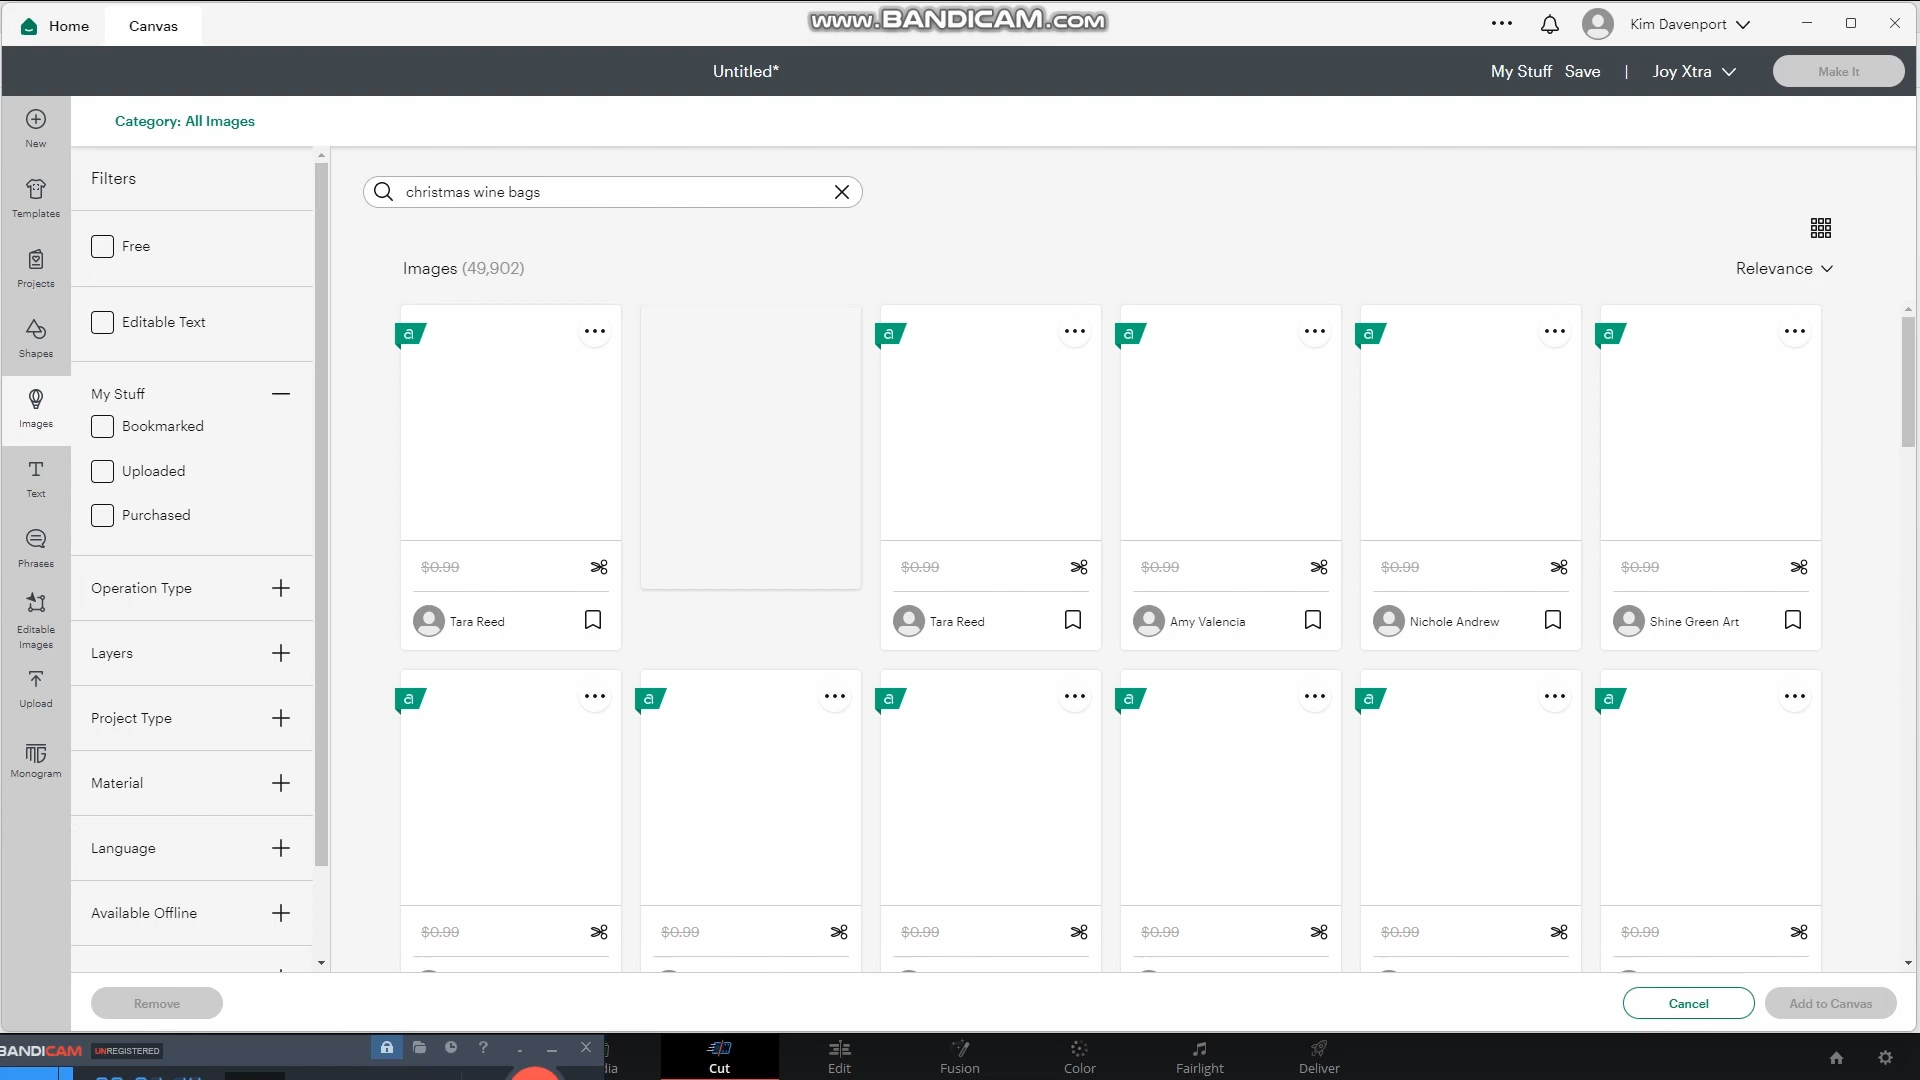 Home
Canvas
www.BANDICAM.com
Kim Davenport
Untitled*
My Stuff
Save
|
Joy Xtra
Make It
New
Templates
Projects
Shapes
Images
Text
Phrases
Editable
Images
Upload
Monogram
Category: All Images
Filters
Free
Editable Text
My Stuff
Bookmarked
Uploaded
Purchased
Operation Type
Layers
Project Type
Material
Language
Available Offline
christmas wine bags
Images (49,902)
Relevance
a
a
a
a
a
$0.99
$0.99
$0.99
$0.99
$0.99
Tara Reed
Tara Reed
Amy Valencia
Nichole Andrew
Shine Green Art
a
a
a
a
a
a
$0.99
$0.99
$0.99
$0.99
$0.99
$0.99
Remove
Cancel
Add to Canvas
BANDICAM
UNREGISTERED
?
dia
Cut
Edit
Fusion
Color
Fairlight
Deliver